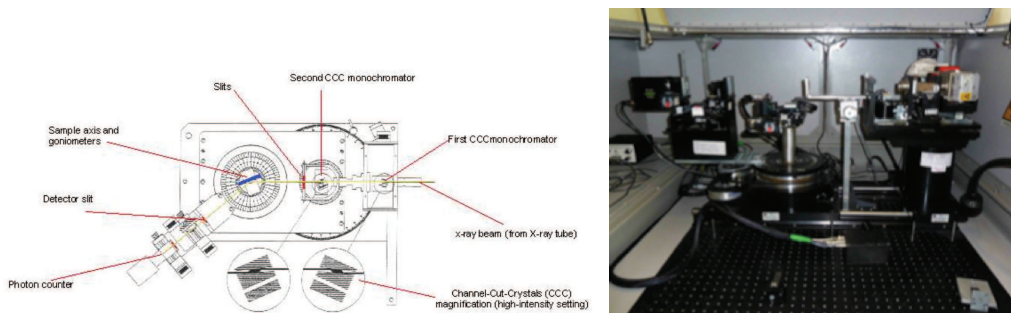 Second CCC monochromator
Slits
Sample axis and
goniometers
First CCCmonochromator
Detector slit
x-ray beam (from X-ray tube)
Photon counter
Channel-Cut-Crystals (CCC)
magnification (high-intensity setting)